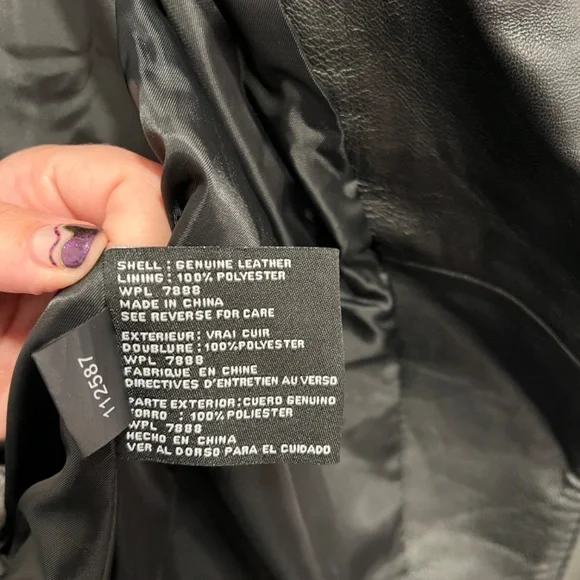 SHELL : GENUINE LEATHER
LINING : 100% POLYESTER
WPL 7888
MADE IN CHINA
SEE REVERSE FOR CARE
EXTERIEUR : VRAI CUIR
DOUBLURE : 100%POLYESTER
WPL 7888
FABRIQUE EN CHINE
DIRECTIVES D'ENTRETIEN AU VERSO
PARTE EXTERIOR : CUERO GENUINO
FORRO : 100% POLIESTER
WPL 7888
HECHO EN CHINA
VER AL DORSO PARA EL CUIDADO
112587